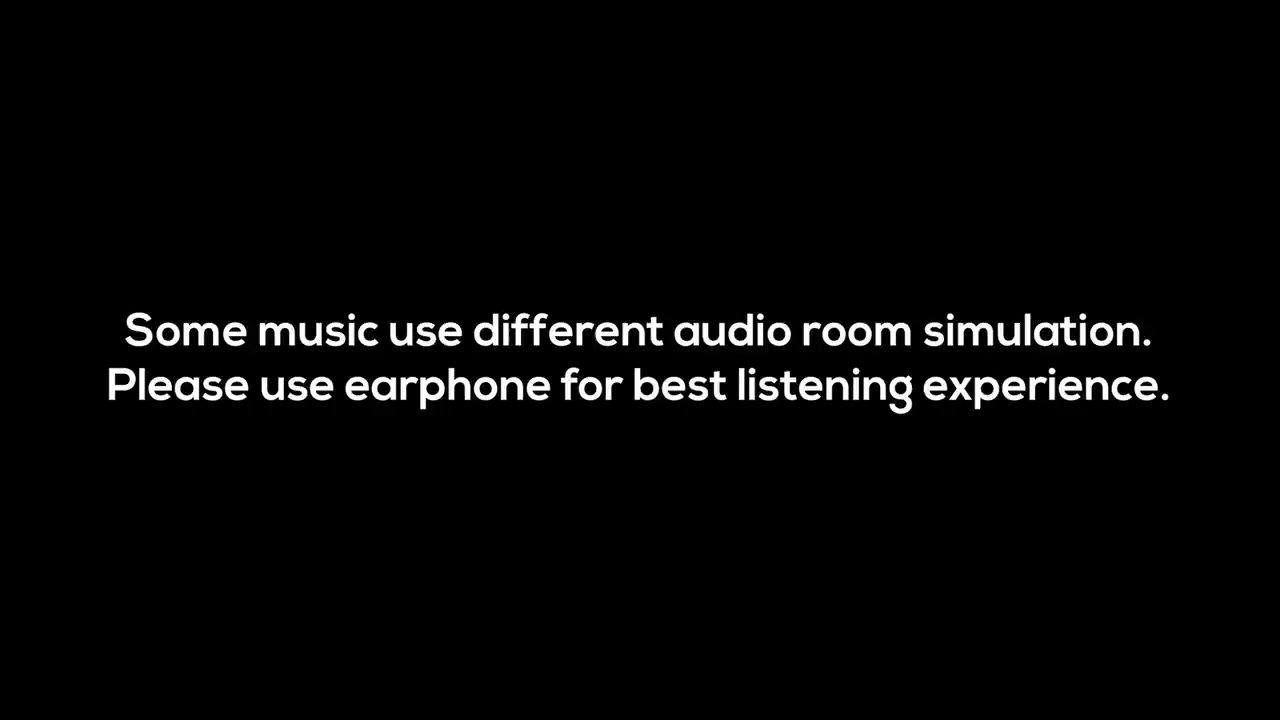 Some music use different audio room simulation.
Please use earphone for best listening experience.